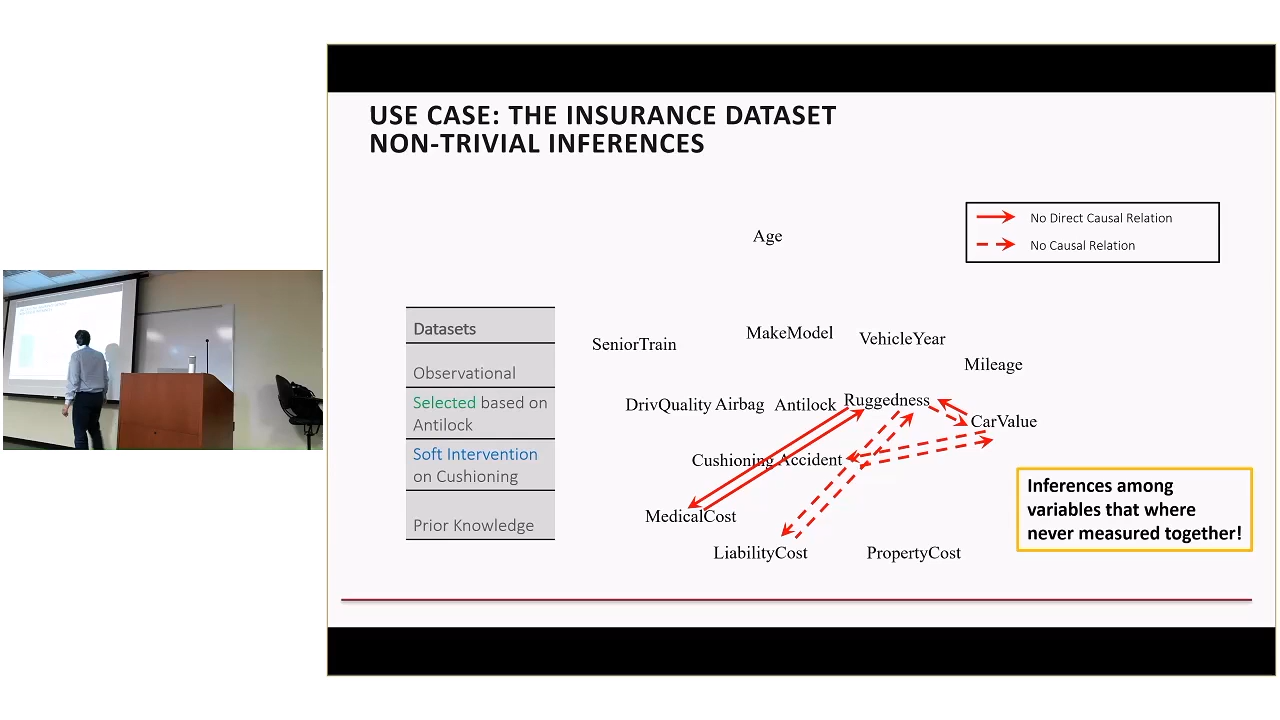 USE CASE: THE INSURANCE DATASET
NON-TRIVIAL INFERENCES
No Direct Causal Relation
No Causal Relation
Age
Datasets
Observational
Selected based on
Antilock
Soft Intervention
on Cushioning
Prior Knowledge
SeniorTrain
MakeModel
VehicleYear
Mileage
DrivQuality
Airbag
Antilock
Ruggedness
CarValue
Cushioning
Accident
MedicalCost
LiabilityCost
PropertyCost
Inferences among
variables that where
never measured together!